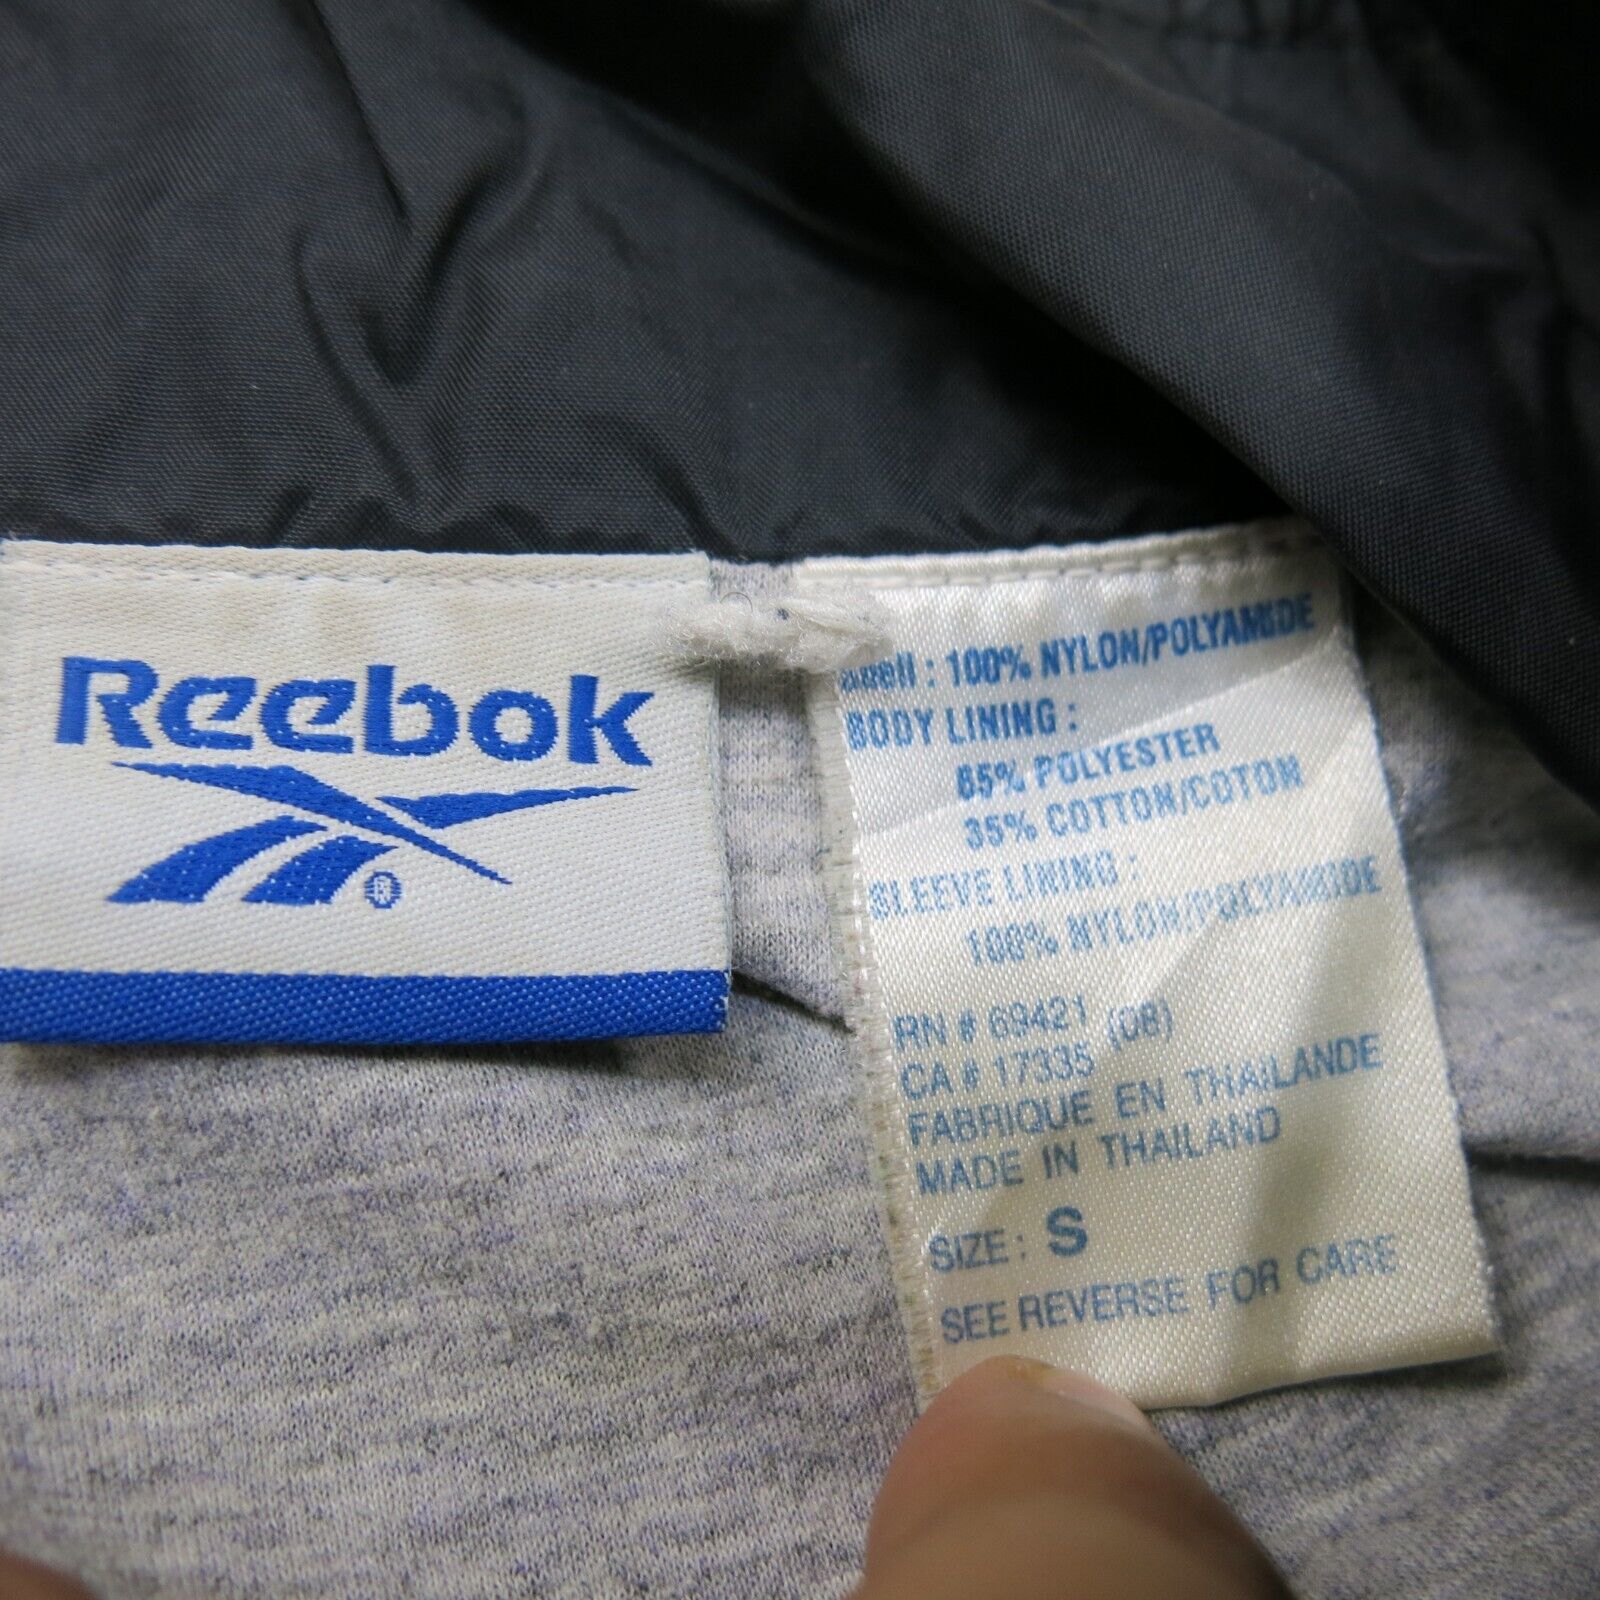 Reebok
®
Shell : 100% NYLON/POLYAMIDE
BODY LINING :
65% POLYESTER
35% COTTON/COTON
SLEEVE LINING :
100% NYLON/POLYAMIDE
RN # 69421 (08)
CA # 17335
FABRIQUE EN THAILANDE
MADE IN THAILAND
SIZE: S
SEE REVERSE FOR CARE